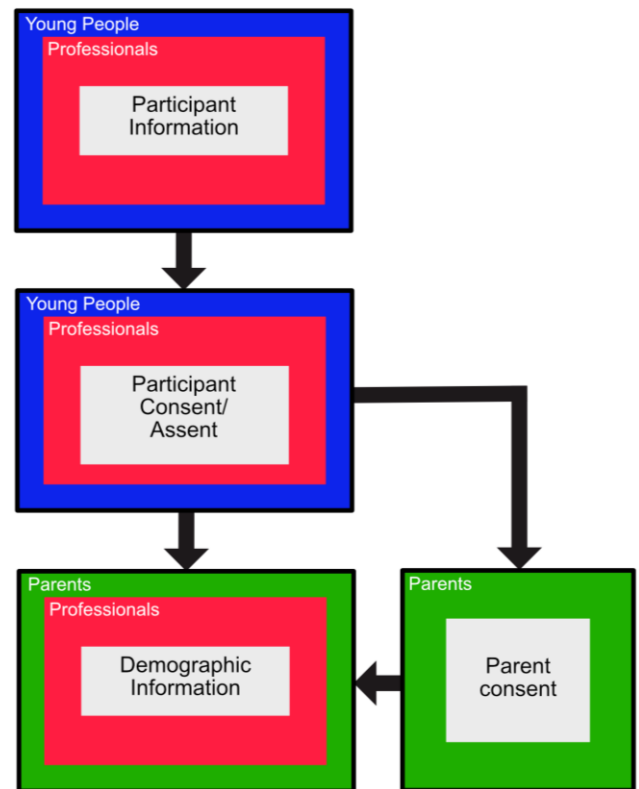 Young People
Professionals
Participant
Information
Young People
Professionals
Participant
Consent/
Assent
Parents
Professionals
Demographic
Information
Parents
Parent
consent